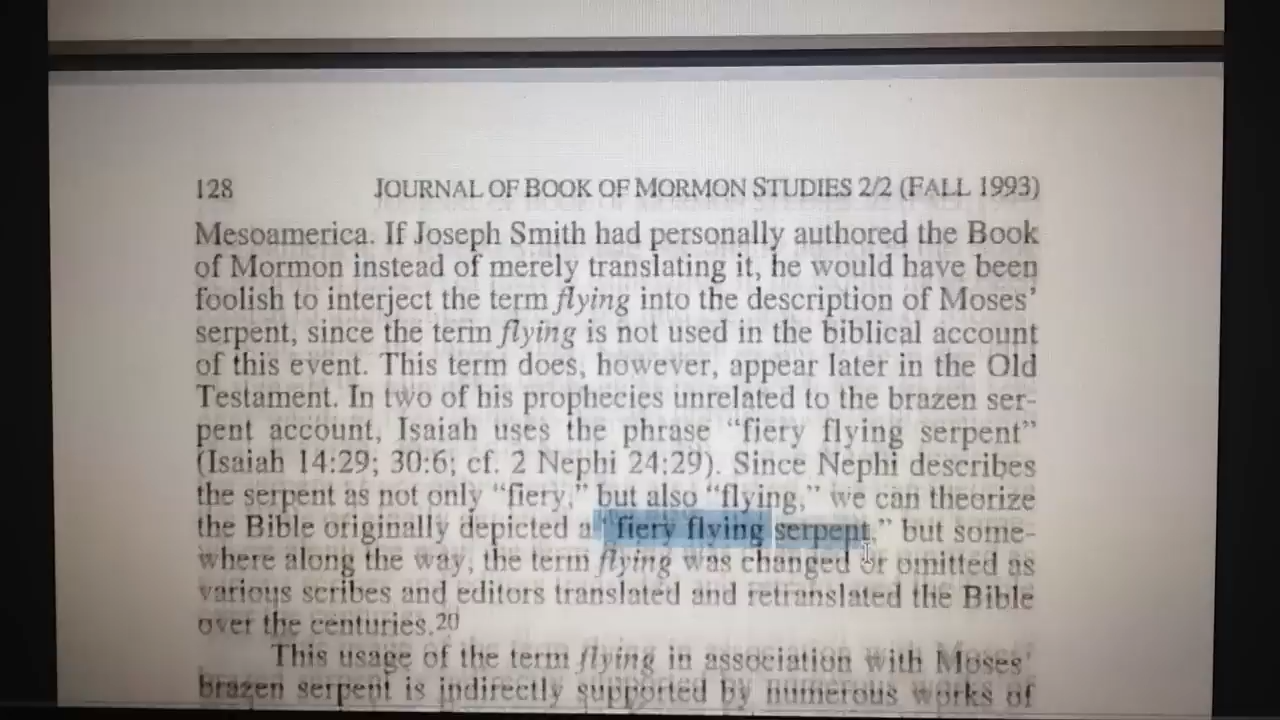 128 JOURNAL OF BOOK OF MORMON STUDIES 2/2 (FALL 1993)
Mesoamerica. If Joseph Smith had personally authored the Book
of Mormon instead of merely translating it, he would have been
foolish to interject the term flying into the description of Moses'
serpent, since the term flying is not used in the biblical account
of this event. This term does, however, appear later in the Old
Testament. In two of his prophecies unrelated to the brazen ser-
pent account, Isaiah uses the phrase “fiery flying serpent”
(Isaiah 14:29; 30:6; cf. 2 Nephi 24:29). Since Nephi describes
the serpent as not only “fiery,” but also “flying,” we can theorize
the Bible originally depicted a “fiery flying serpent,” but some-
where along the way, the term flying was changed or omitted as
various scribes and editors translated and retranslated the Bible
over the centuries.20
This usage of the term flying in association with Moses'
brazen serpent is indirectly supported by numerous works of